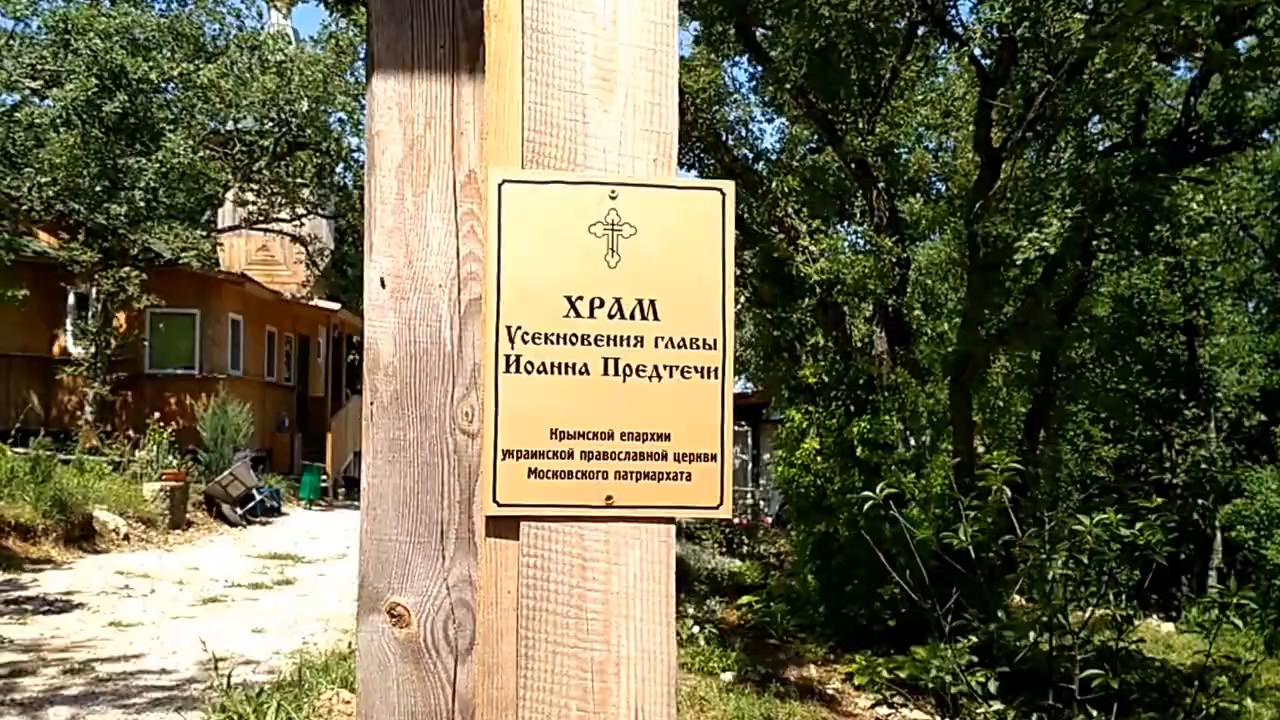 ХРАМ
Усекновения главы
Иоанна Предтечи
Крымской епархии
украинской православной церкви
Московского патриархата